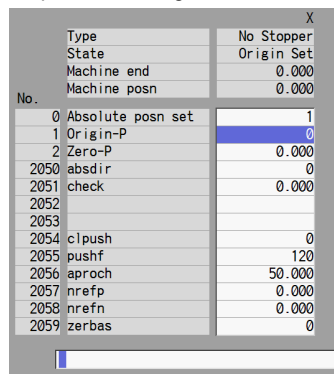 X
Type No Stopper
State Origin Set
Machine end 0.000
Machine posn 0.000
No.
0 Absolute posn set 1
1 Origin-P 0
2 Zero-P 0.000
2050 absdir 0
2051 check 0.000
2052
2053
2054 clpush 0
2055 pushf 120
2056 aproch 50.000
2057 nrefp 0.000
2058 nrefn 0.000
2059 zerbas 0